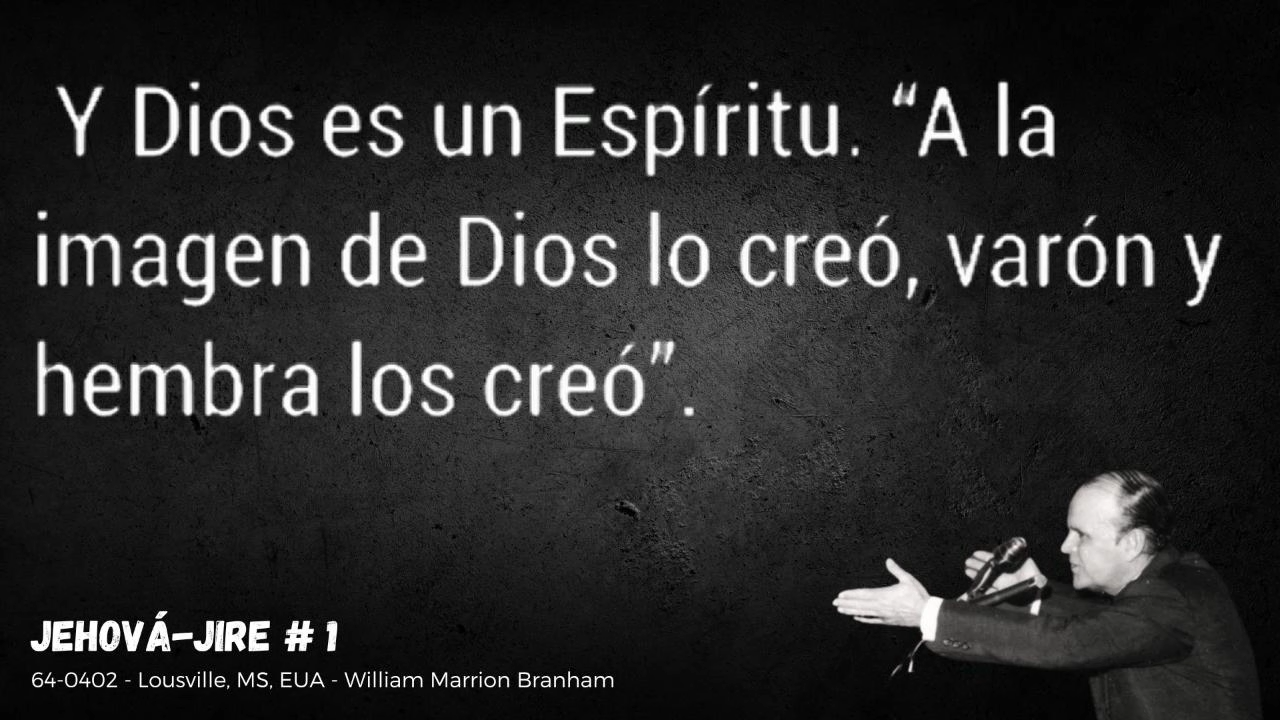 Y Dios es un Espíritu. “A la
imagen de Dios lo creó, varón y
hembra los creó”.
JEHOVÁ-JIRE # 1
64-0402 - Lousville, MS, EUA - William Marrion Branham